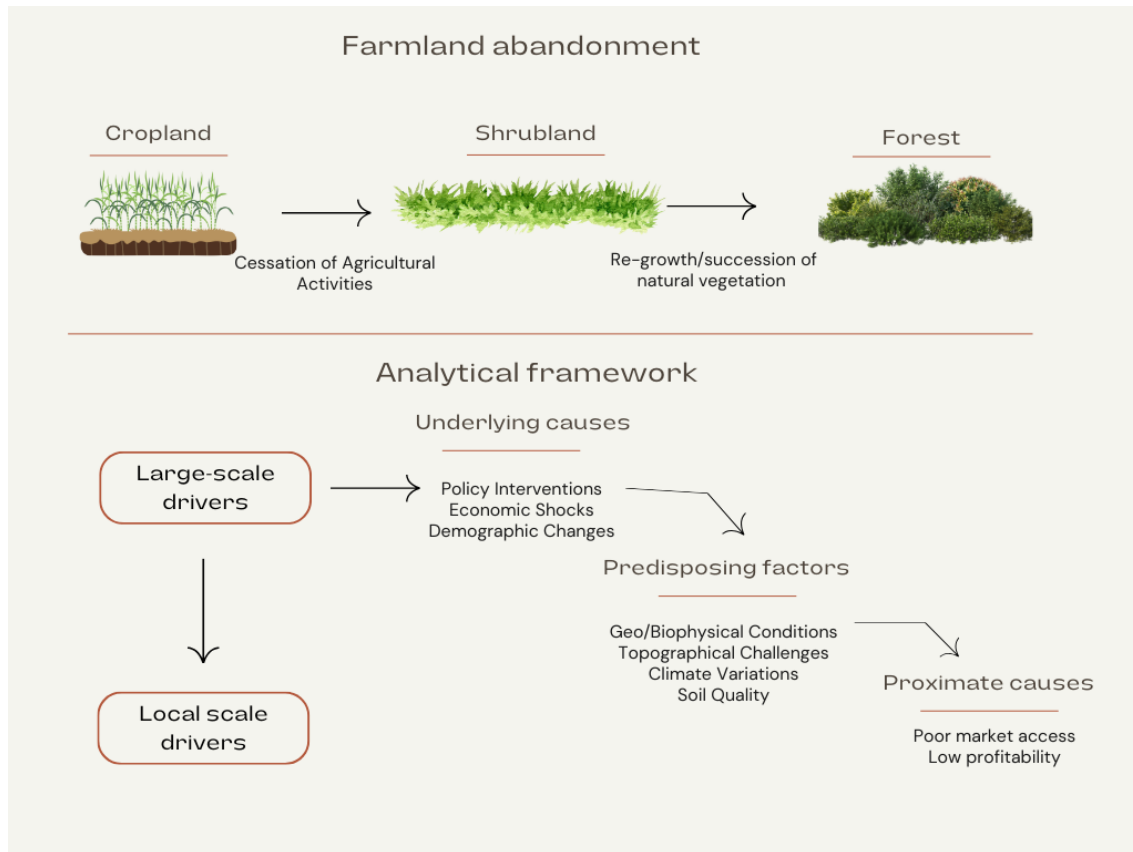 Farmland abandonment
Cropland
Shrubland
Forest
Cessation of Agricultural
Activities
Re-growth/succession of
natural vegetation
Analytical framework
Underlying causes
Large-scale
drivers
Policy Interventions
Economic Shocks
Demographic Changes
Predisposing factors
Geo/Biophysical Conditions
Topographical Challenges
Climate Variations
Soil Quality
Proximate causes
Poor market access
Low profitability
Local scale
drivers